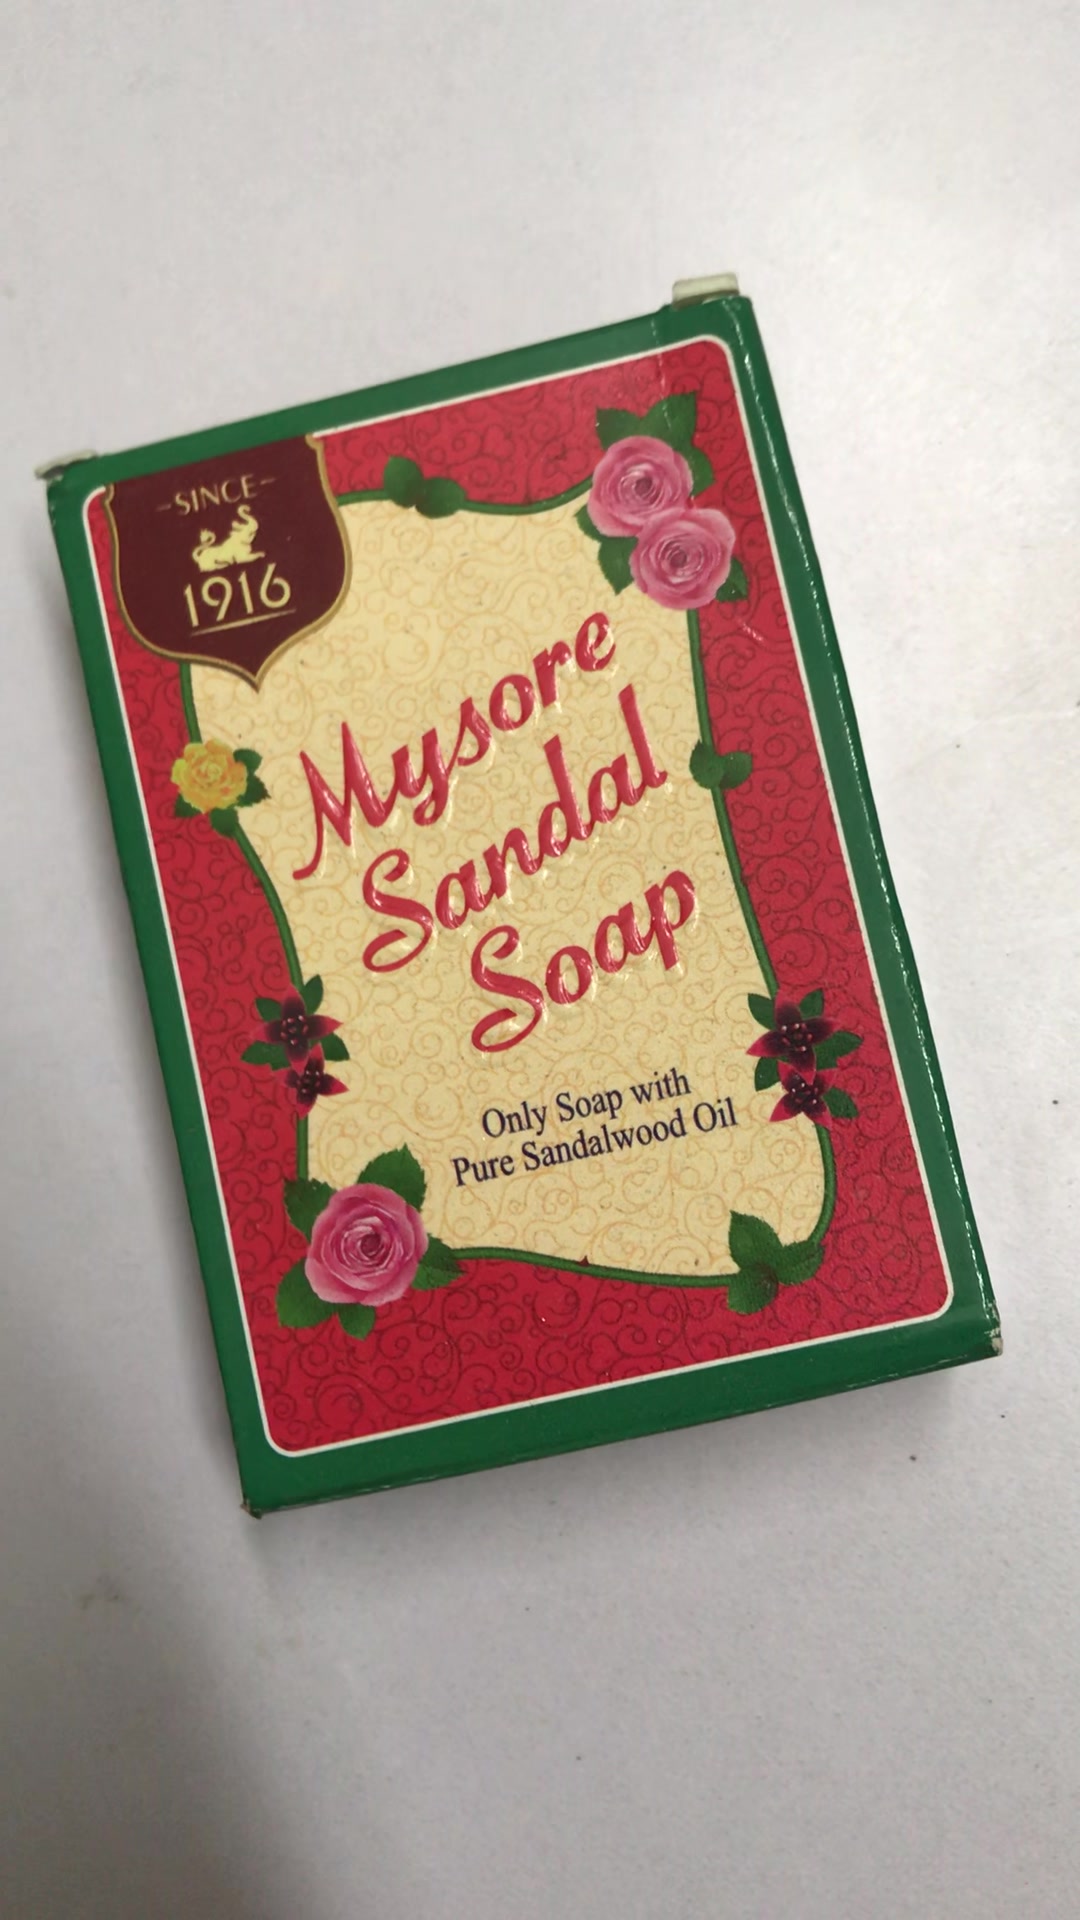 -SINCE-
1916
Mysore
Sandal
Soap
Only Soap with
Pure Sandalwood Oil